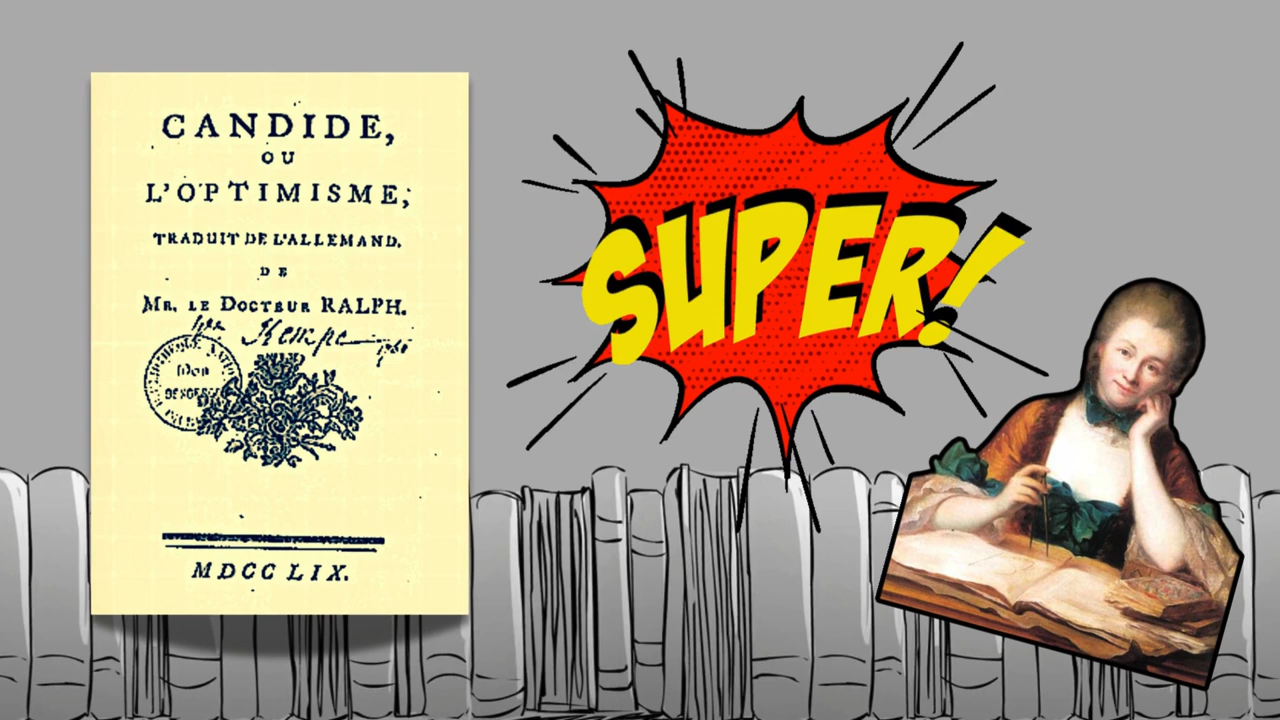 CANDIDE,
OU
L'OPTIMISME,
TRADUIT DE L'ALLEMAND.
DE
MR. LE DOCTEUR RALPH.
MDCCLIX.
SUPER!